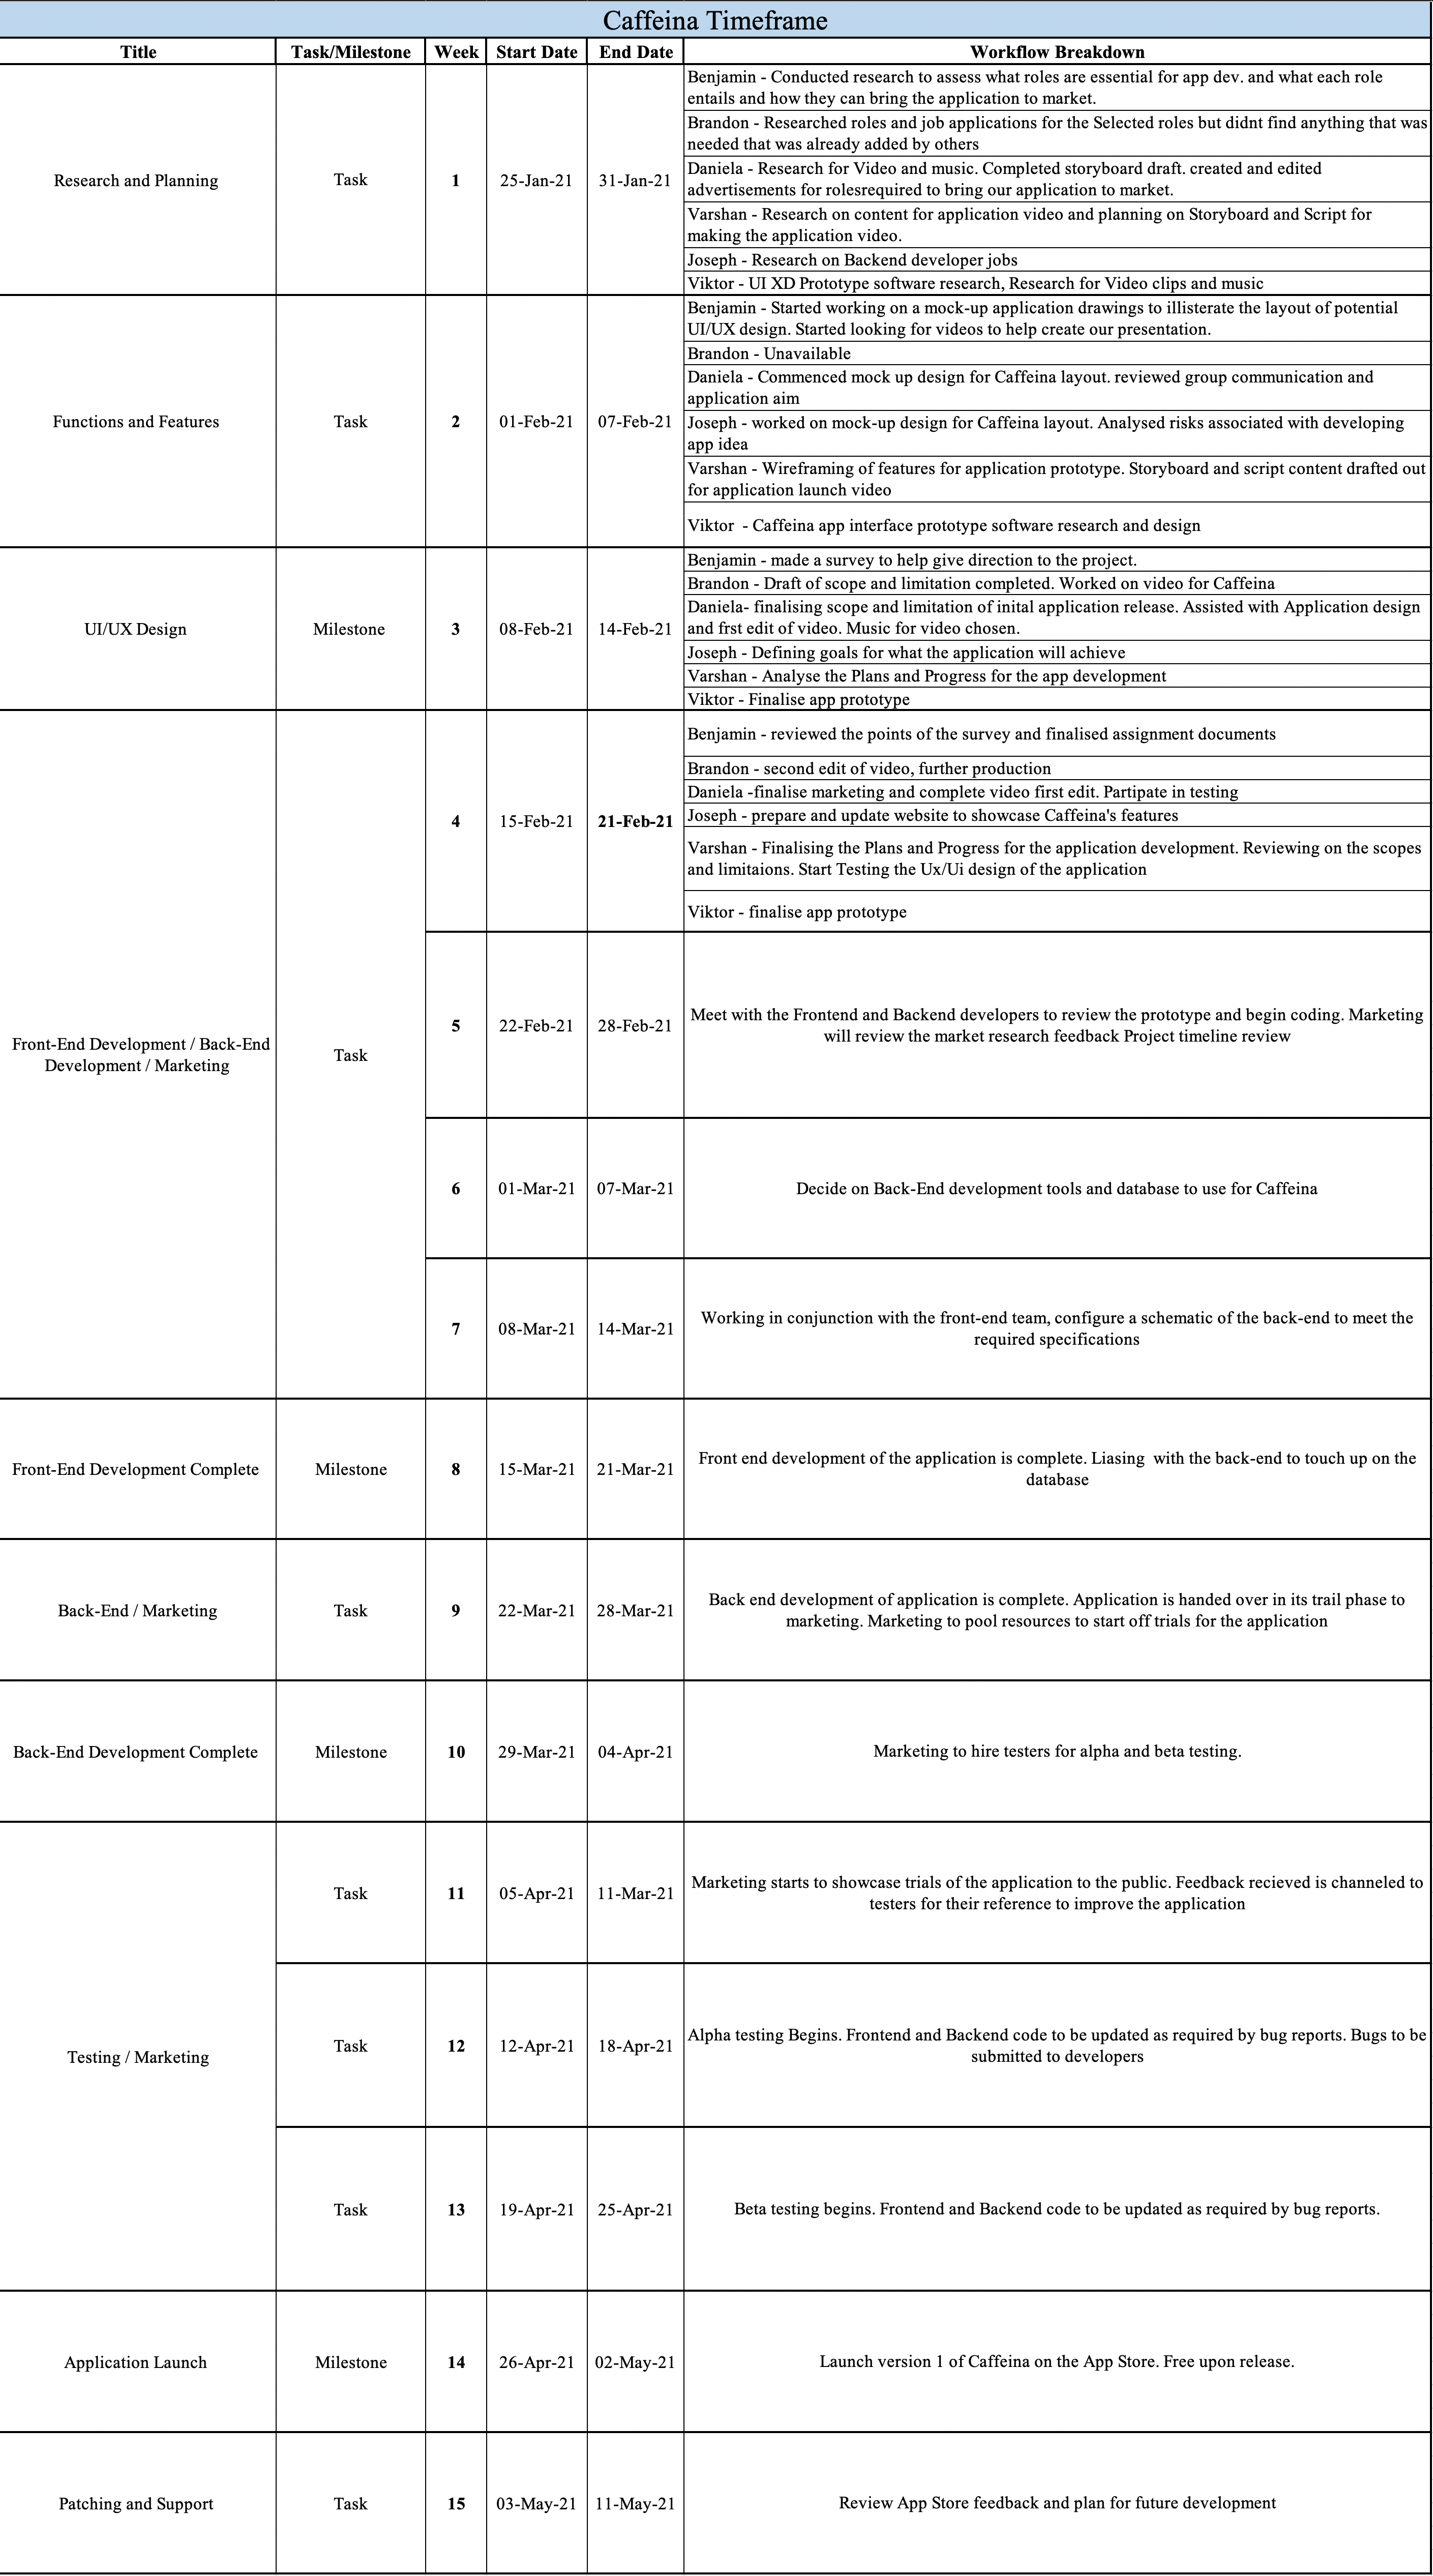 Caffeina Timeframe
Title Task/Milestone Week Start Date End Date Workflow Breakdown
Research and Planning Task 1 25-Jan-21 31-Jan-21
Benjamin - Conducted research to assess what roles are essential for app dev. and what each role
entails and how they can bring the application to market.
Brandon - Researched roles and job applications for the Selected roles but didnt find anything that was
needed that was already added by others
Daniela - Research for Video and music. Completed storyboard draft. created and edited
advertisements for rolesrequired to bring our application to market.
Varshan - Research on content for application video and planning on Storyboard and Script for
making the application video.
Joseph - Research on Backend developer jobs
Viktor - UI XD Prototype software research, Research for Video clips and music
Functions and Features Task 2 01-Feb-21 07-Feb-21
Benjamin - Started working on a mock-up application drawings to illisterate the layout of potential
UI/UX design. Started looking for videos to help create our presentation.
Brandon - Unavailable
Daniela - Commenced mock up design for Caffeina layout. reviewed group communication and
application aim
Joseph - worked on mock-up design for Caffeina layout. Analysed risks associated with developing
app idea
Varshan - Wireframing of features for application prototype. Storyboard and script content drafted out
for application launch video
Viktor  - Caffeina app interface prototype software research and design
UI/UX Design Milestone 3 08-Feb-21 14-Feb-21
Benjamin - made a survey to help give direction to the project.
Brandon - Draft of scope and limitation completed. Worked on video for Caffeina
Daniela- finalising scope and limitation of inital application release. Assisted with Application design
and frst edit of video. Music for video chosen.
Joseph - Defining goals for what the application will achieve
Varshan - Analyse the Plans and Progress for the app development
Viktor - Finalise app prototype
Front-End Development / Back-End
Development / Marketing
Task
4 15-Feb-21 21-Feb-21
Benjamin - reviewed the points of the survey and finalised assignment documents
Brandon - second edit of video, further production
Daniela -finalise marketing and complete video first edit. Partipate in testing
Joseph - prepare and update website to showcase Caffeina's features
Varshan - Finalising the Plans and Progress for the application development. Reviewing on the scopes
and limitaions. Start Testing the Ux/Ui design of the application
Viktor - finalise app prototype
5 22-Feb-21 28-Feb-21
Meet with the Frontend and Backend developers to review the prototype and begin coding. Marketing
will review the market research feedback Project timeline review
6 01-Mar-21 07-Mar-21 Decide on Back-End development tools and database to use for Caffeina
7 08-Mar-21 14-Mar-21
Working in conjunction with the front-end team, configure a schematic of the back-end to meet the
required specifications
Front-End Development Complete Milestone 8 15-Mar-21 21-Mar-21
Front end development of the application is complete. Liasing  with the back-end to touch up on the
database
Back-End / Marketing Task 9 22-Mar-21 28-Mar-21
Back end development of application is complete. Application is handed over in its trail phase to
marketing. Marketing to pool resources to start off trials for the application
Back-End Development Complete Milestone 10 29-Mar-21 04-Apr-21 Marketing to hire testers for alpha and beta testing.
Testing / Marketing
Task 11 05-Apr-21 11-Mar-21
Marketing starts to showcase trials of the application to the public. Feedback recieved is channeled to
testers for their reference to improve the application
Task 12 12-Apr-21 18-Apr-21
Alpha testing Begins. Frontend and Backend code to be updated as required by bug reports. Bugs to be
submitted to developers
Task 13 19-Apr-21 25-Apr-21 Beta testing begins. Frontend and Backend code to be updated as required by bug reports.
Application Launch Milestone 14 26-Apr-21 02-May-21 Launch version 1 of Caffeina on the App Store. Free upon release.
Patching and Support Task 15 03-May-21 11-May-21 Review App Store feedback and plan for future development